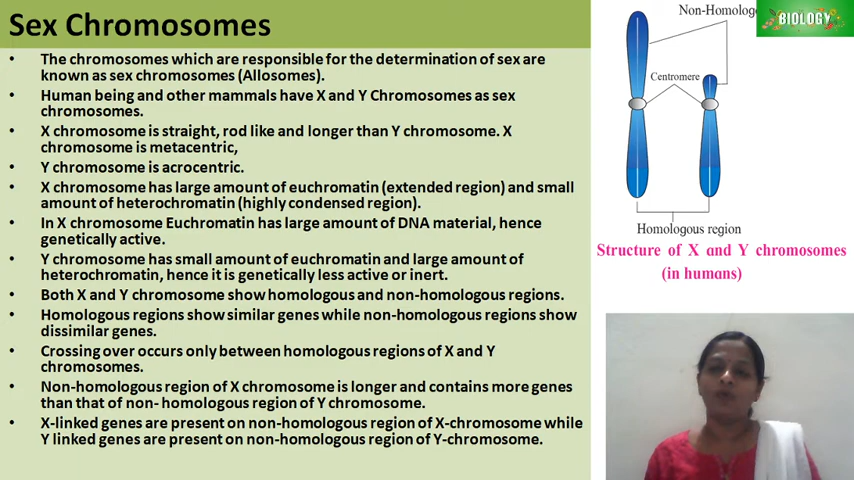 Sex Chromosomes
• The chromosomes which are responsible for the determination of sex are
known as sex chromosomes (Allosomes).
• Human being and other mammals have X and Y Chromosomes as sex
chromosomes.
• X chromosome is straight, rod like and longer than Y chromosome. X
chromosome is metacentric,
• Y chromosome is acrocentric.
• X chromosome has large amount of euchromatin (extended region) and small
amount of heterochromatin (highly condensed region).
• In X chromosome Euchromatin has large amount of DNA material, hence
genetically active.
• Y chromosome has small amount of euchromatin and large amount of
heterochromatin, hence it is genetically less active or inert.
• Both X and Y chromosome show homologous and non-homologous regions.
• Homologous regions show similar genes while non-homologous regions show
dissimilar genes.
• Crossing over occurs only between homologous regions of X and Y
chromosomes.
• Non-homologous region of X chromosome is longer and contains more genes
than that of non- homologous region of Y chromosome.
• X-linked genes are present on non-homologous region of X-chromosome while
Y linked genes are present on non-homologous region of Y-chromosome.
Non-Homolog
BIOLOGY
Centromere
Homologous region
Structure of X and Y chromosomes
(in humans)